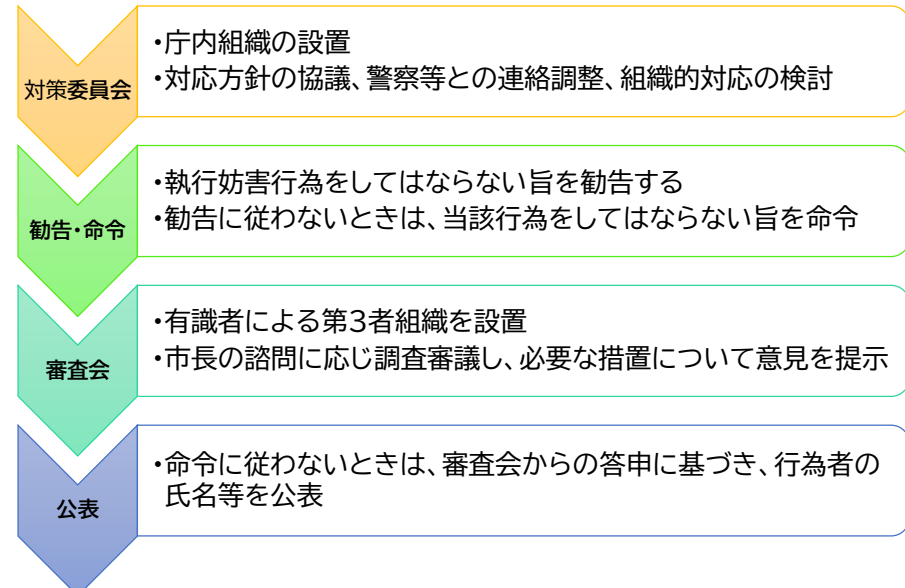 対策委員会
・庁内組織の設置
・対応方針の協議、警察等との連絡調整、組織的対応の検討
勧告・命令
・執行妨害行為をしてはならない旨を勧告する
・勧告に従わないときは、当該行為をしてはならない旨を命令
審査会
・有識者による第3者組織を設置
・市長の諮問に応じ調査審議し、必要な措置について意見を提示
公表
・命令に従わないときは、審査会からの答申に基づき、行為者の
氏名等を公表